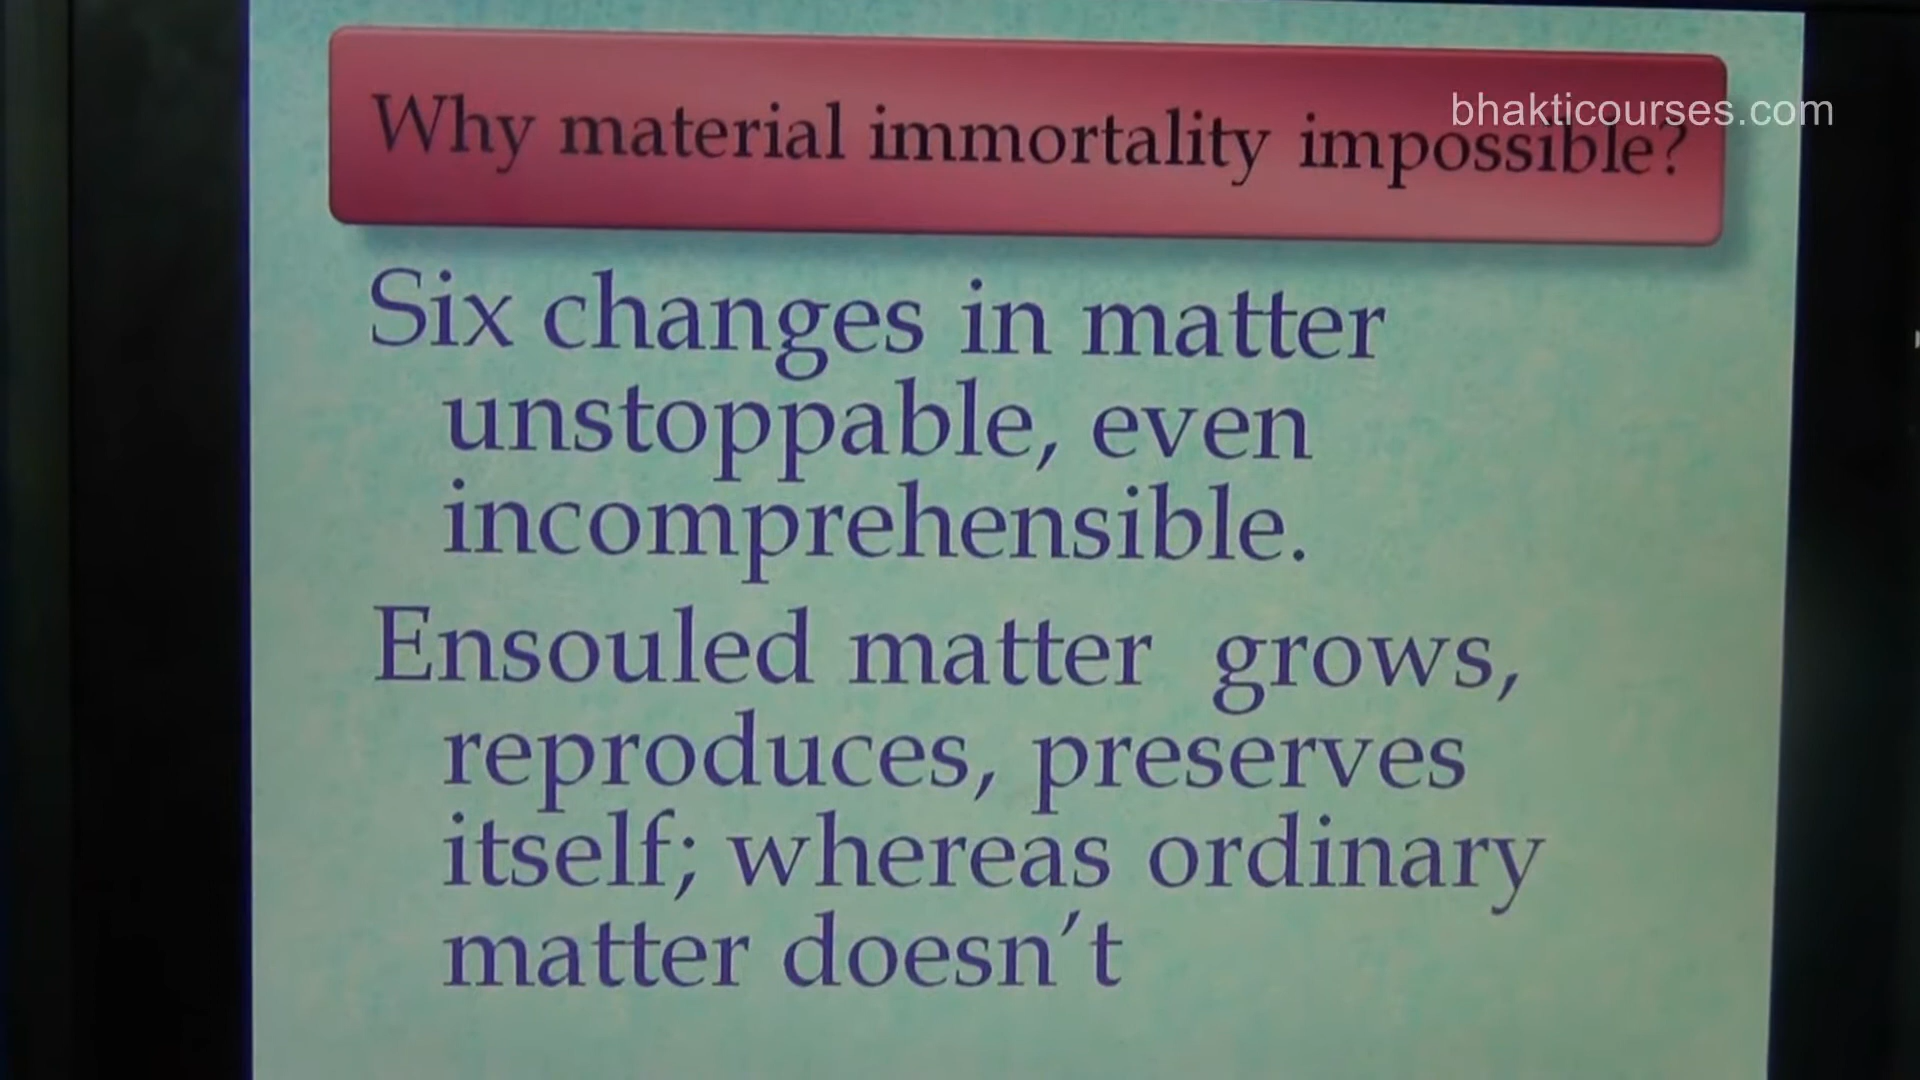 bhakticourses.com
Why material immortality impossible?
Six changes in matter
unstoppable, even
incomprehensible.
Ensouled matter grows,
reproduces, preserves
itself; whereas ordinary
matter doesn't